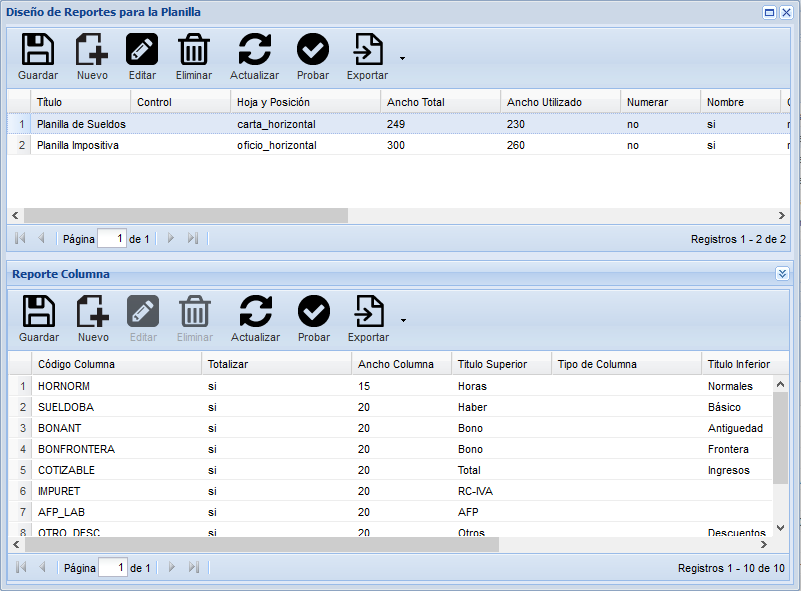 Diseño de Reportes para la Planilla
Guardar Nuevo Editar Eliminar Actualizar Probar Exportar
Título Control Hoja y Posición Ancho Total Ancho Utilizado Numerar Nombre
1 Planilla de Sueldos carta_horizontal 249 230 no si
2 Planilla Impositiva oficio_horizontal 300 260 no si
Página 1 de 1 Registros 1 - 2 de 2
Reporte Columna
Guardar Nuevo Editar Eliminar Actualizar Probar Exportar
Código Columna Totalizar Ancho Columna Titulo Superior Tipo de Columna Titulo Inferior
1 HORNORM si 15 Horas Normales
2 SUELDOBA si 20 Haber Básico
3 BONANT si 20 Bono Antiguedad
4 BONFRONTERA si 20 Bono Frontera
5 COTIZABLE si 20 Total Ingresos
6 IMPURET si 20 RC-IVA
7 AFP_LAB si 20 AFP
8 OTRO_DESC si 20 Otros Descuentos
Página 1 de 1 Registros 1 - 10 de 10